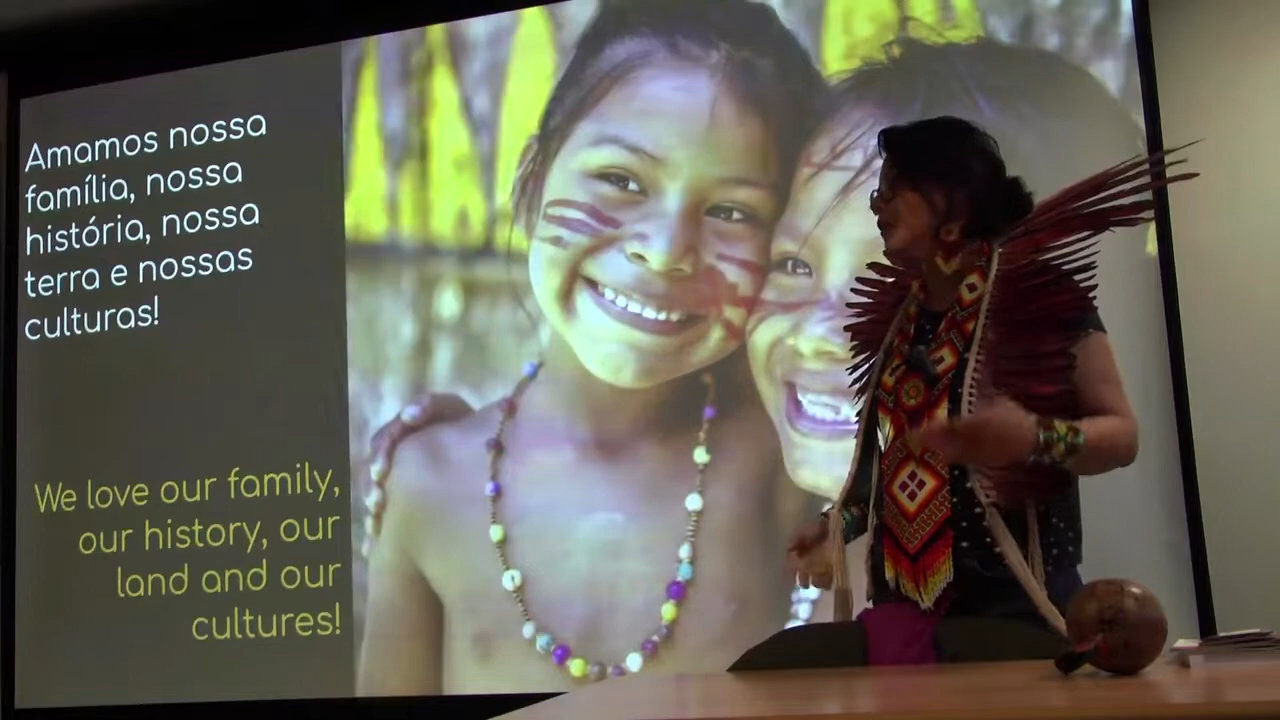 Amamos nossa
família, nossa
história, nossa
terra e nossas
culturas!
We love our family,
our history, our
land and our
cultures!